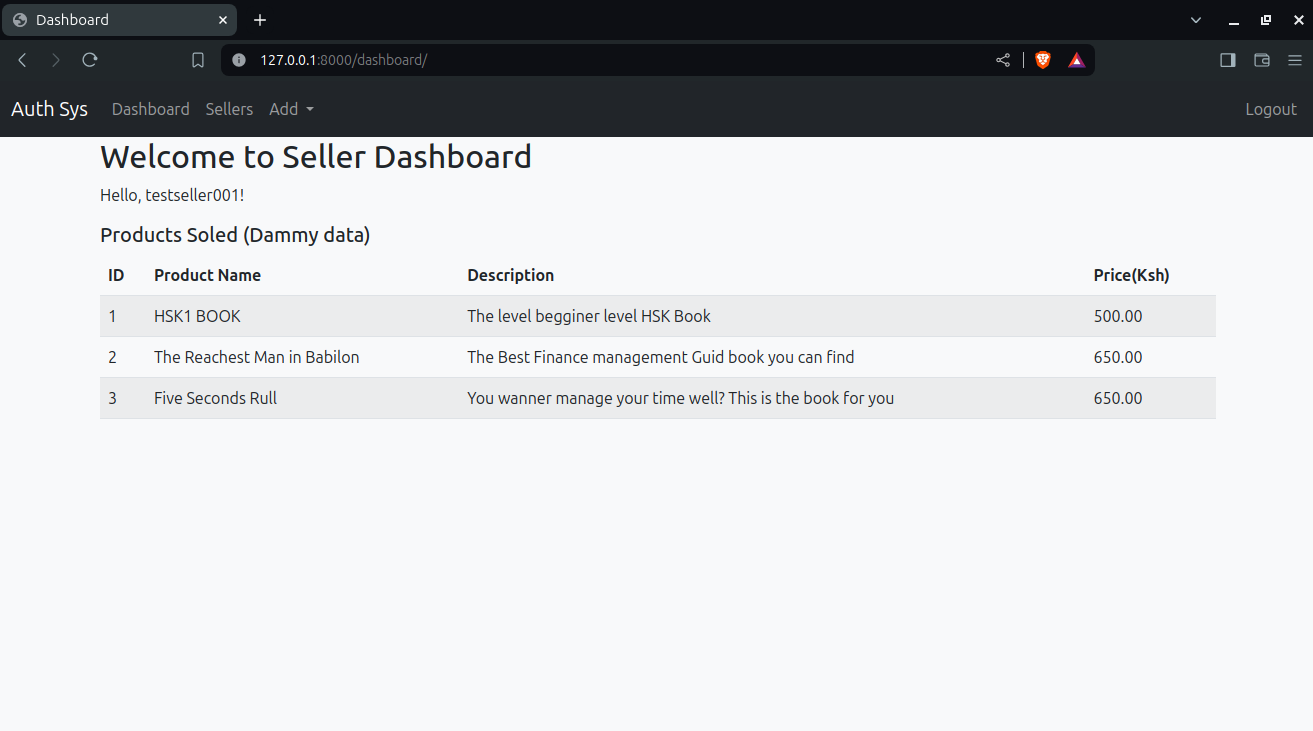 Dashboard
127.0.0.1:8000/dashboard/
Auth Sys Dashboard Sellers Add Logout
Welcome to Seller Dashboard
Hello, testseller001!
Products Soled (Dammy data)
ID Product Name Description Price(Ksh)
1 HSK1 BOOK The level begginer level HSK Book 500.00
2 The Reachest Man in Babilon The Best Finance management Guid book you can find 650.00
3 Five Seconds Rull You wanner manage your time well? This is the book for you 650.00